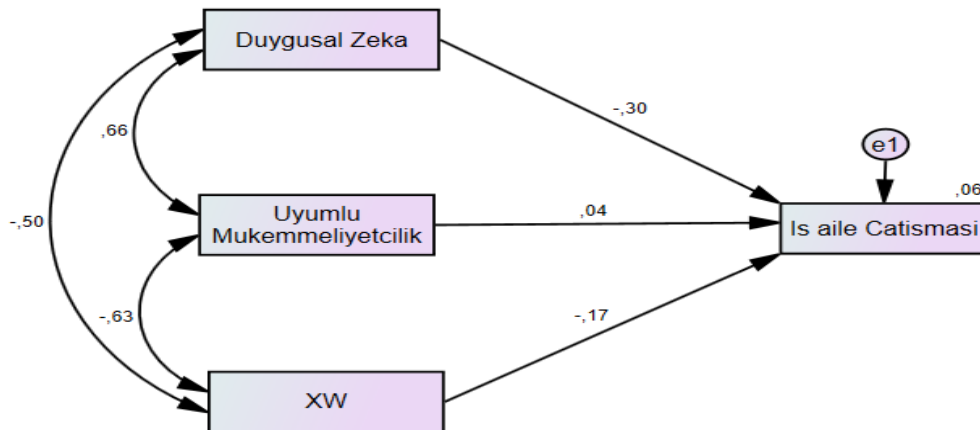 Duygusal Zeka
-,30
,66
e1
,06
-,50
Uyumlu
Mukemmeliyetcilik
,04
Is aile Catismasi
-,63
-,17
XW